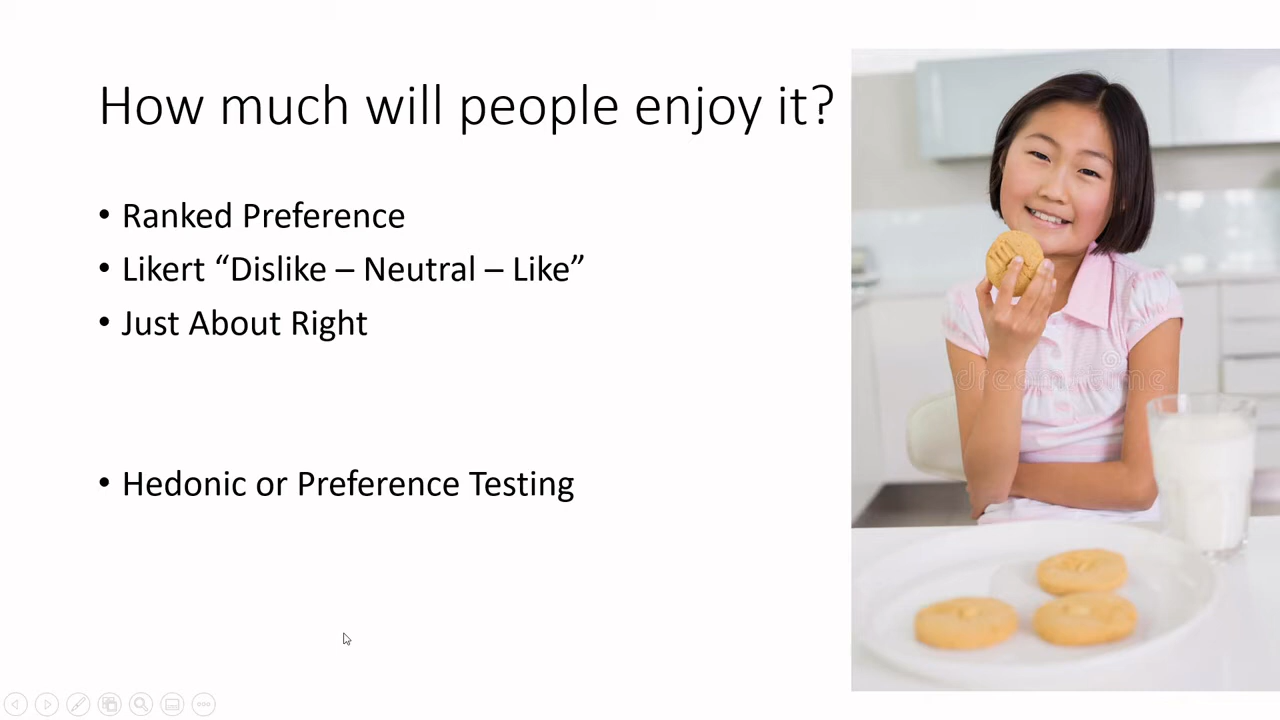 How much will people enjoy it?
• Ranked Preference
• Likert “Dislike – Neutral – Like”
• Just About Right
• Hedonic or Preference Testing
dreamstime